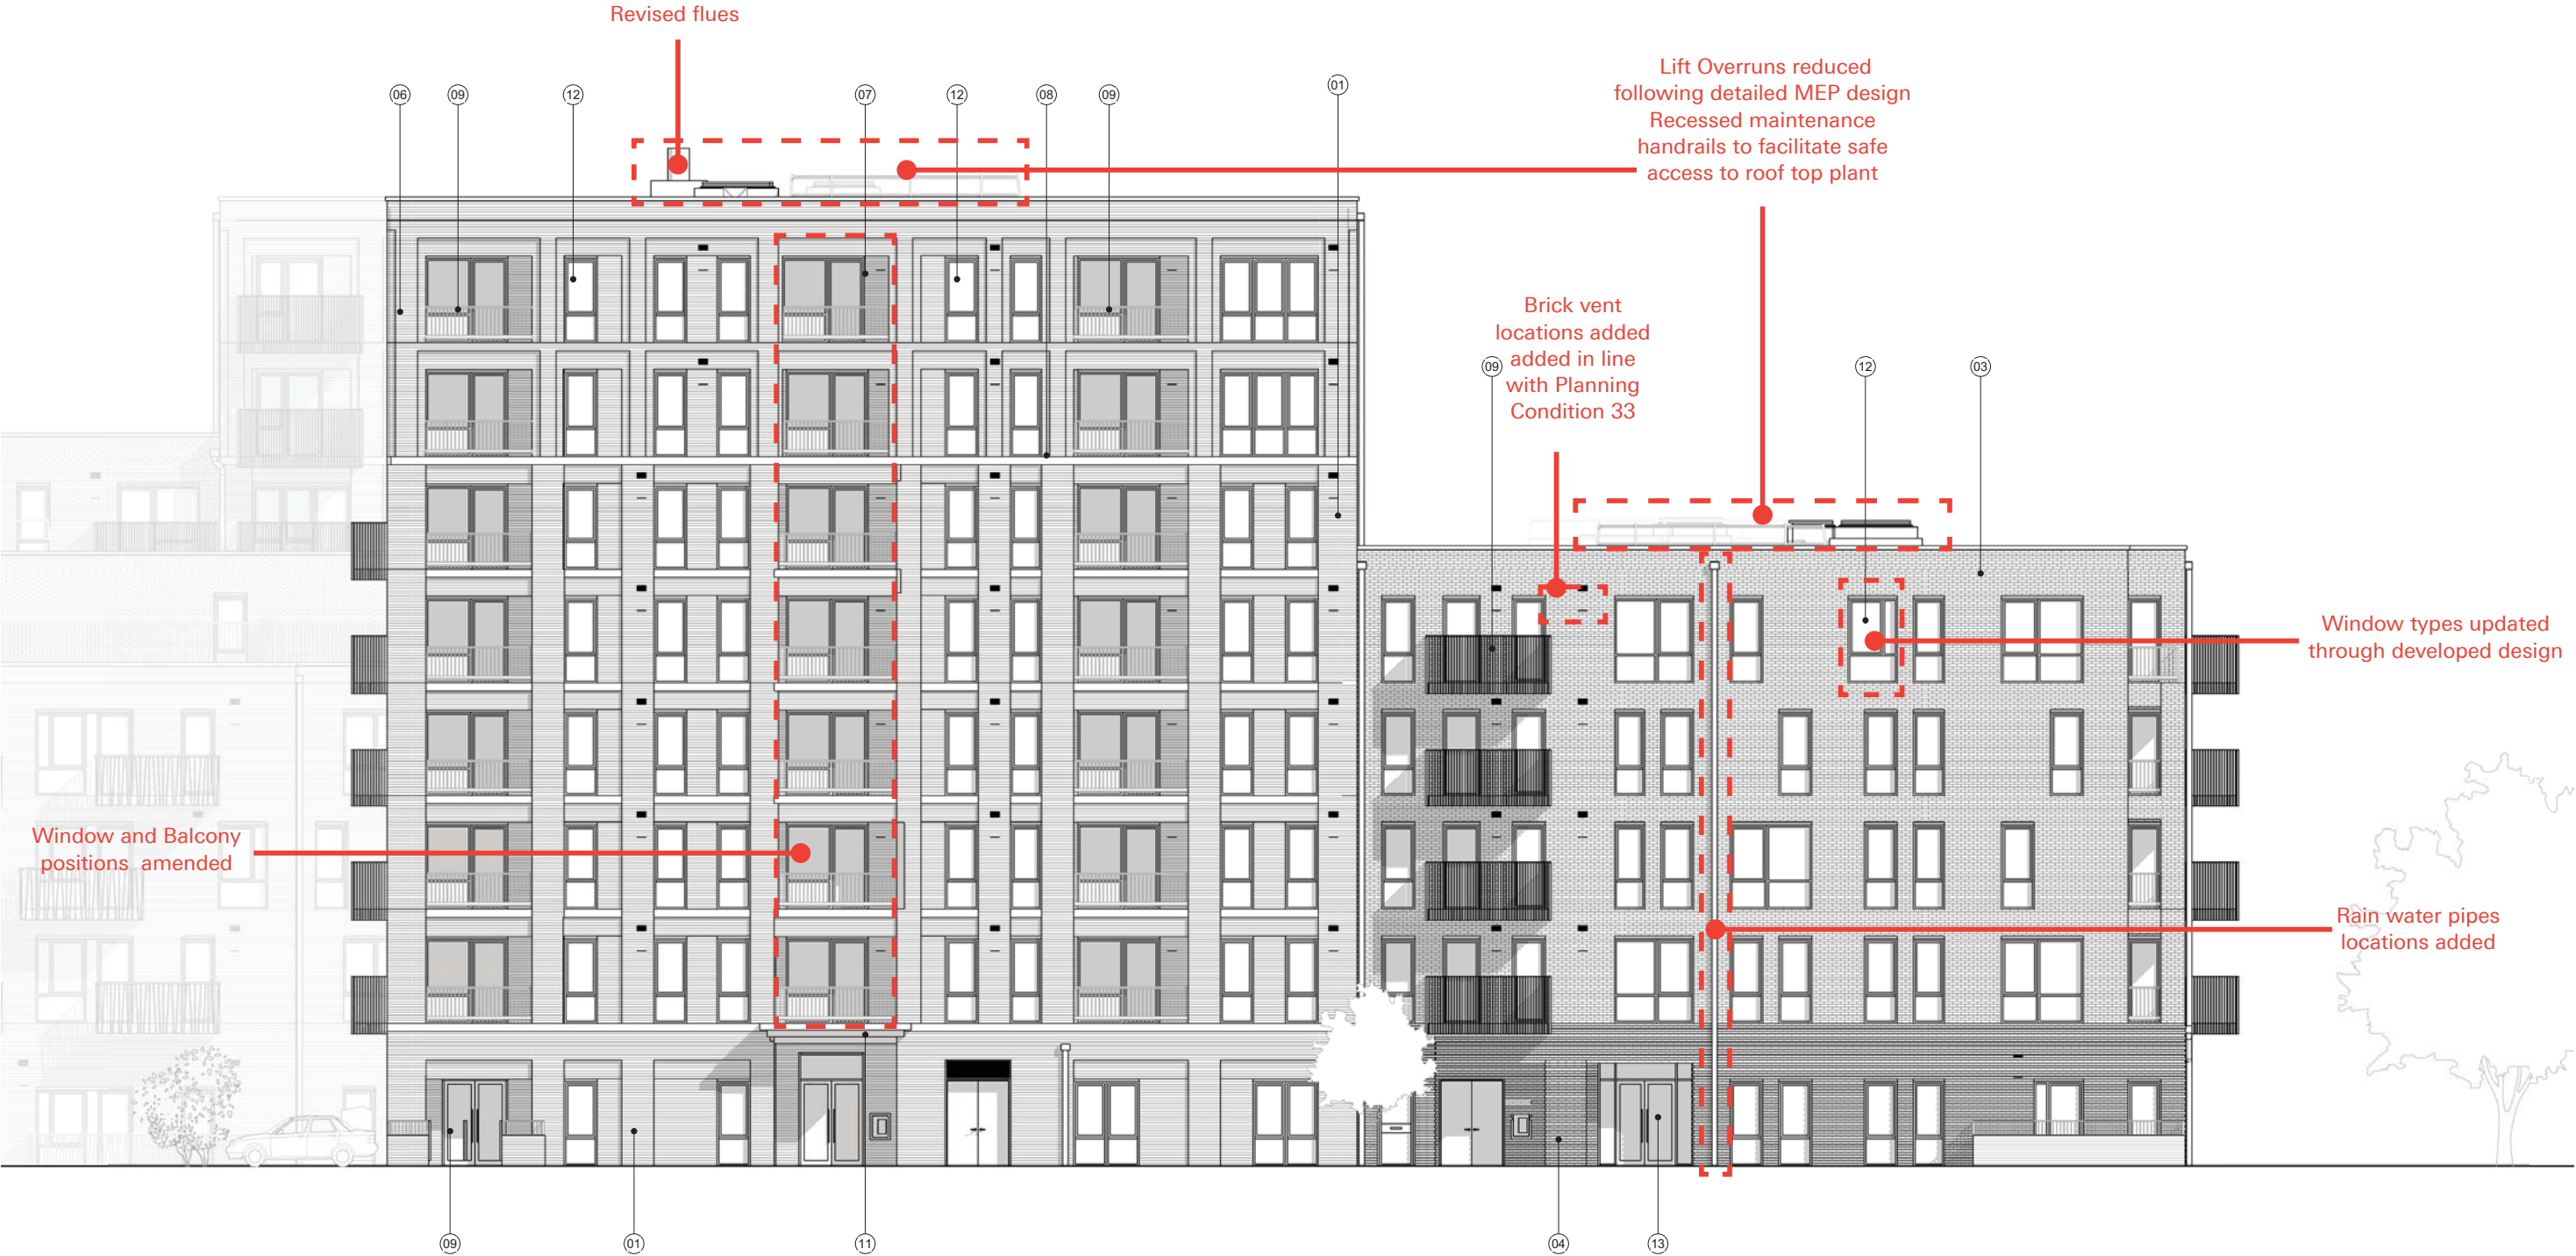 Revised flues
Lift Overruns reduced
following detailed MEP design
Recessed maintenance
handrails to facilitate safe
access to roof top plant
06
09
12
07
12
08
09
01
Brick vent
locations added
added in line
with Planning
Condition 33
09
12
03
Window types updated
through developed design
Window and Balcony
positions amended
Rain water pipes
locations added
09
01
11
04
13